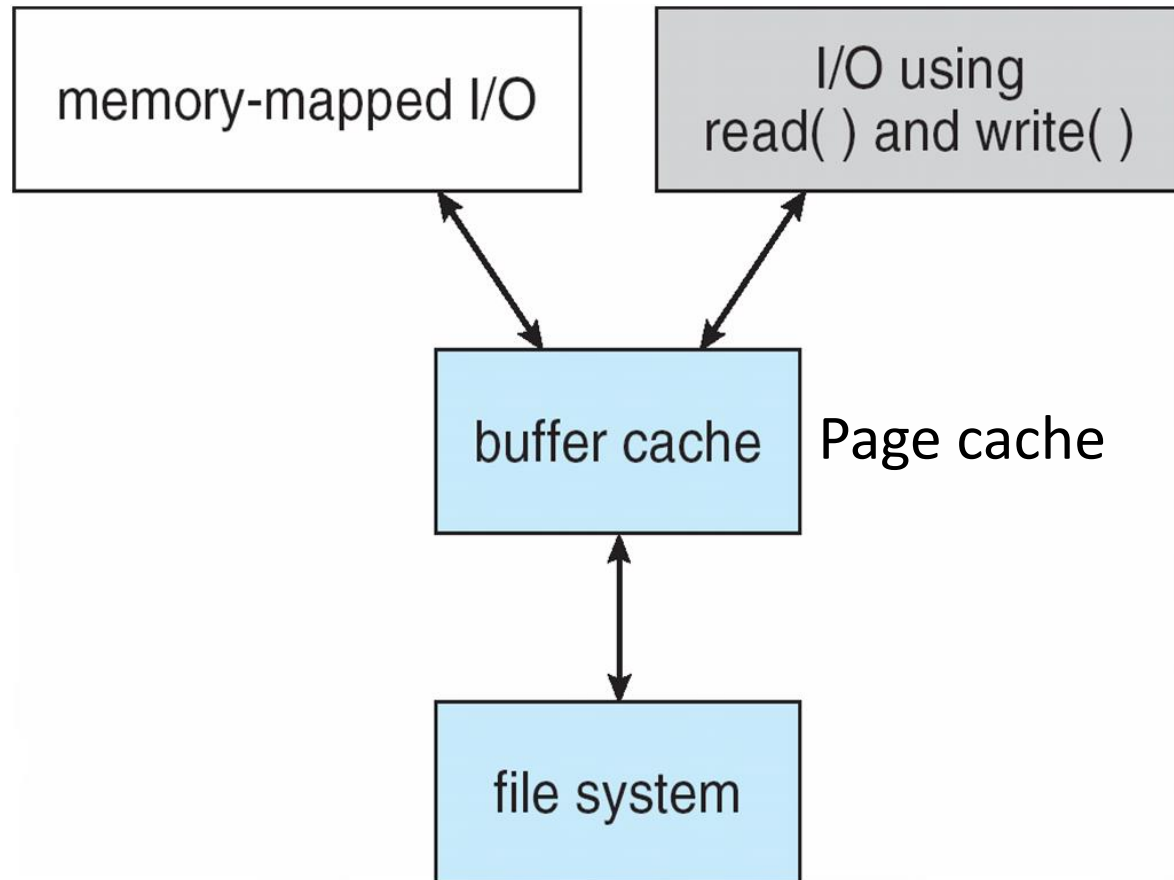 memory-mapped I/O
I/O using
read( ) and write( )
buffer cache
Page cache
file system